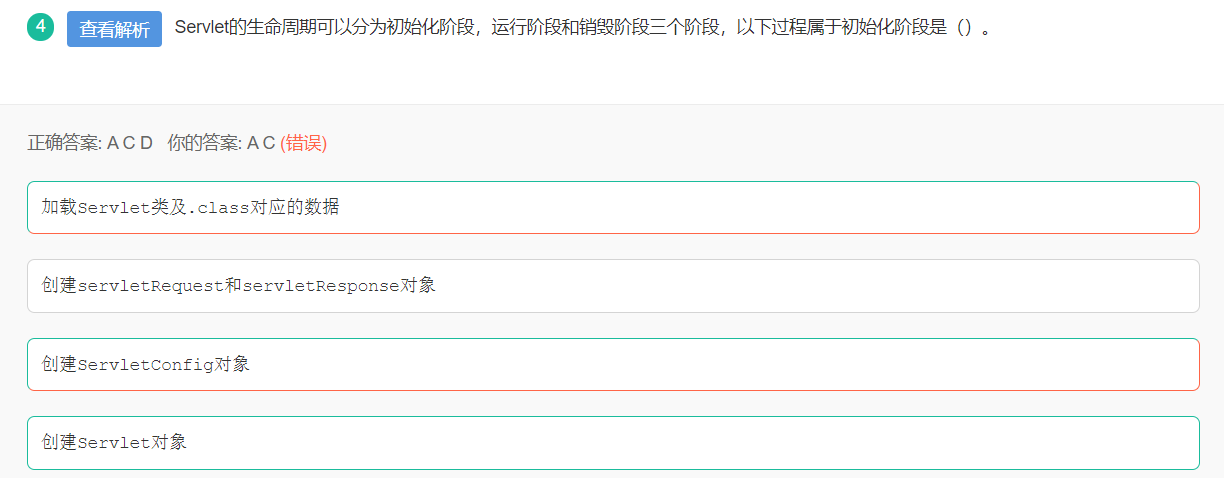 4 查看解析 Servlet的生命周期可以分为初始化阶段，运行阶段和销毁阶段三个阶段，以下过程属于初始化阶段是（）。
正确答案: A C D 你的答案: A C (错误)
加载Servlet类及.class对应的数据
创建servletRequest和servletResponse对象
创建ServletConfig对象
创建Servlet对象